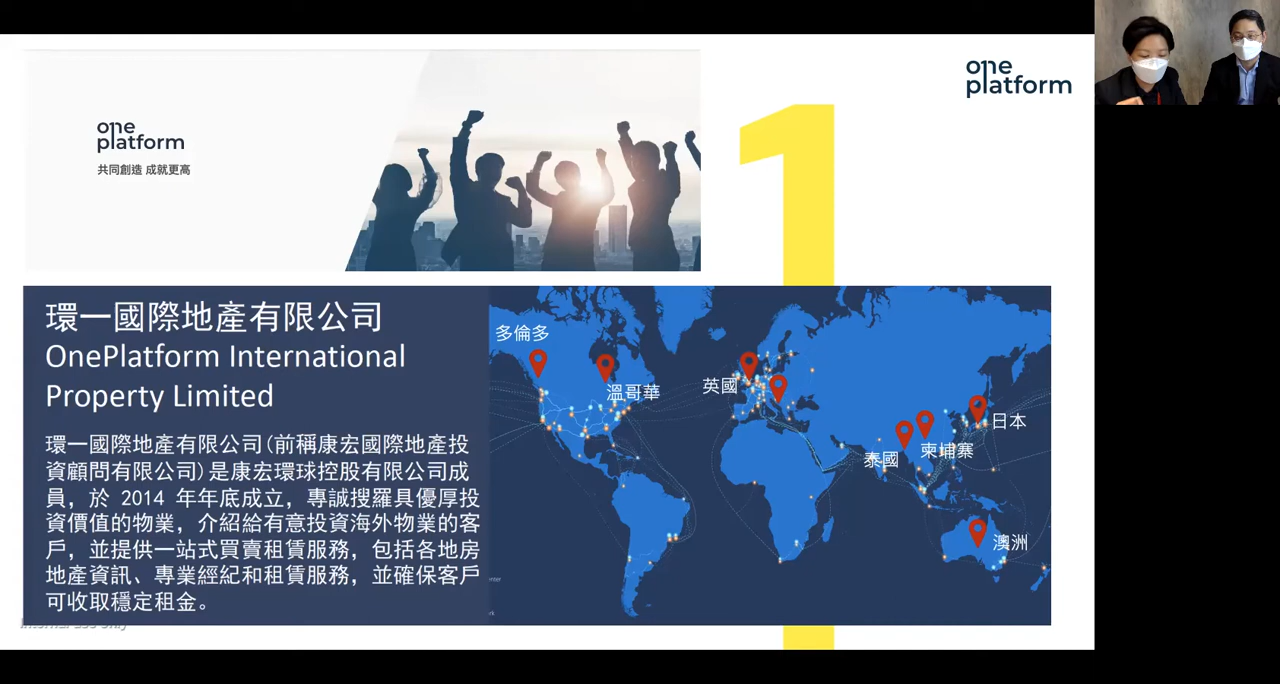 one
platform
共同創造 成就更高
one
platform
1
環一國際地產有限公司
OnePlatform International
Property Limited
環一國際地產有限公司(前稱康宏國際地產投
資顧問有限公司)是康宏環球控股有限公司成
員，於 2014 年年底成立，專誠搜羅具優厚投
資價值的物業，介紹給有意投資海外物業的客
戶，並提供一站式買賣租賃服務，包括各地房
地產資訊、專業經紀和租賃服務，並確保客戶
可收取穩定租金。
多倫多
溫哥華
英國
泰國
柬埔寨
日本
澳洲